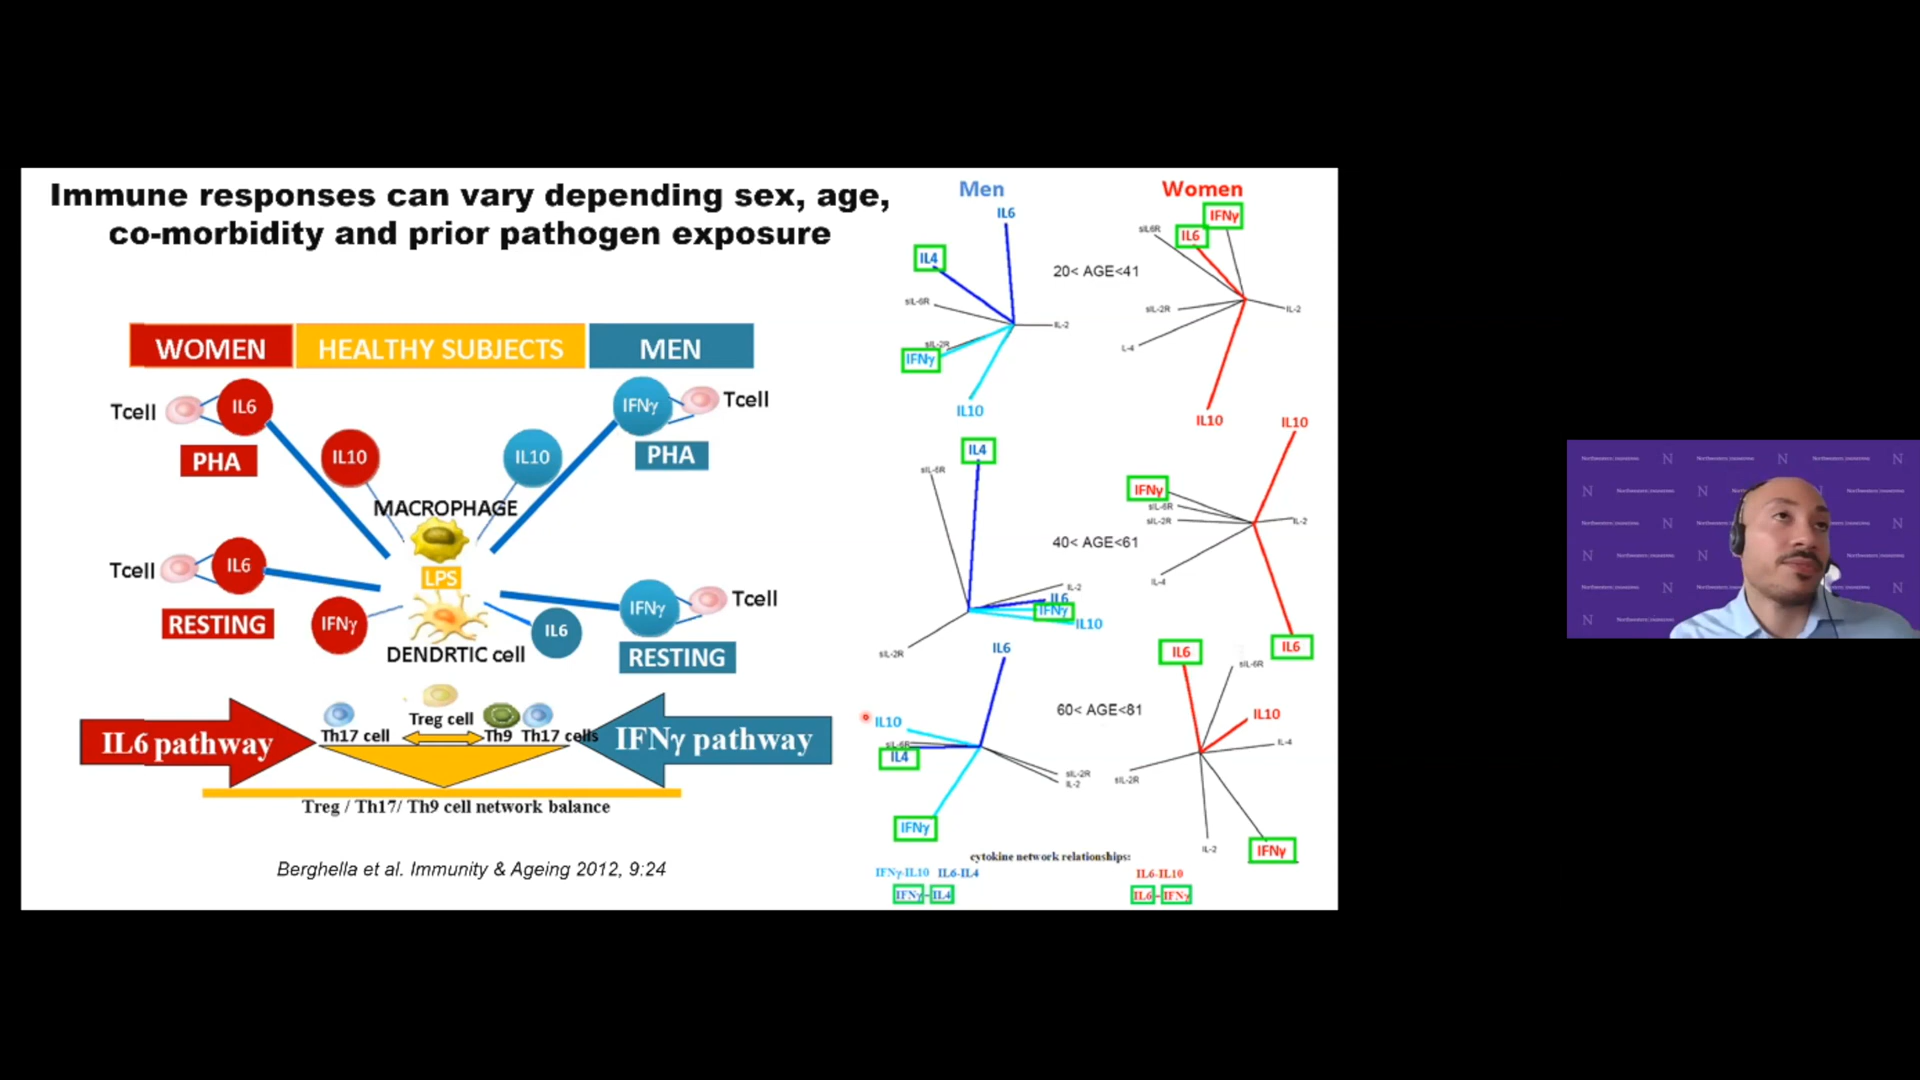 Immune responses can vary depending sex, age,
co-morbidity and prior pathogen exposure
WOMEN
HEALTHY SUBJECTS
MEN
Tcell
IL6
IFNγ
Tcell
PHA
IL10
IL10
PHA
MACROPHAGE
LPS
Tcell
IL6
IFNγ
Tcell
RESTING
IFNγ
IL6
RESTING
DENDRTIC cell
IL6 pathway
Th17 cell
Treg cell
Th9
Th17 cells
IFNγ pathway
Treg / Th17/ Th9 cell network balance
Berghella et al. Immunity & Ageing 2012, 9:24
Men
Women
IL6
IL4
sIL-6R
IL-2
sIL-2R
IFNγ
IL10
20< AGE<41
IFNγ
sIL6R
IL6
sIL-2R
IL-2
IL10
IL4
sIL-6R
IL-2
IL6
IFNγ
IL10
sIL-2R
40< AGE<61
IL10
IFNγ
sIL-6R
sIL-2R
IL-2
IL-4
IL6
IL6
IL10
sIL-6R
IL4
sIL-2R
IL-2
IFNγ
60< AGE<81
IL6
sIL-6R
IL10
IL-4
sIL-2R
IL-2
IFNγ
cytokine network relationships:
IFNγ-IL10 IL6-IL4
IFNγ-IL4
IL6-IL10
IL6-IFNγ